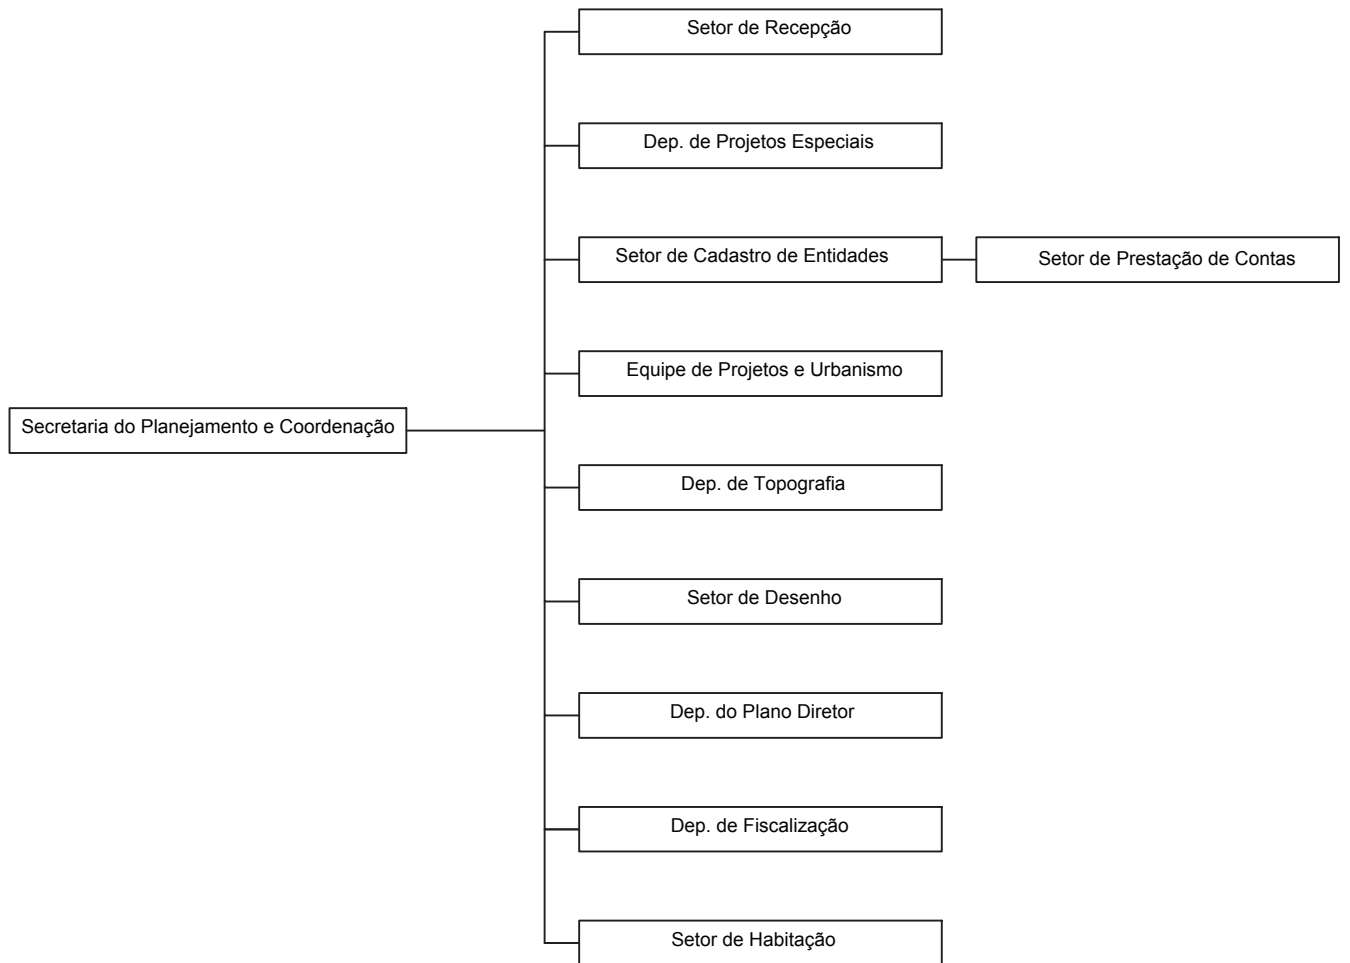 Setor de Recepção
Dep. de Projetos Especiais
Setor de Cadastro de Entidades
Setor de Prestação de Contas
Equipe de Projetos e Urbanismo
Secretaria do Planejamento e Coordenação
Dep. de Topografia
Setor de Desenho
Dep. do Plano Diretor
Dep. de Fiscalização
Setor de Habitação